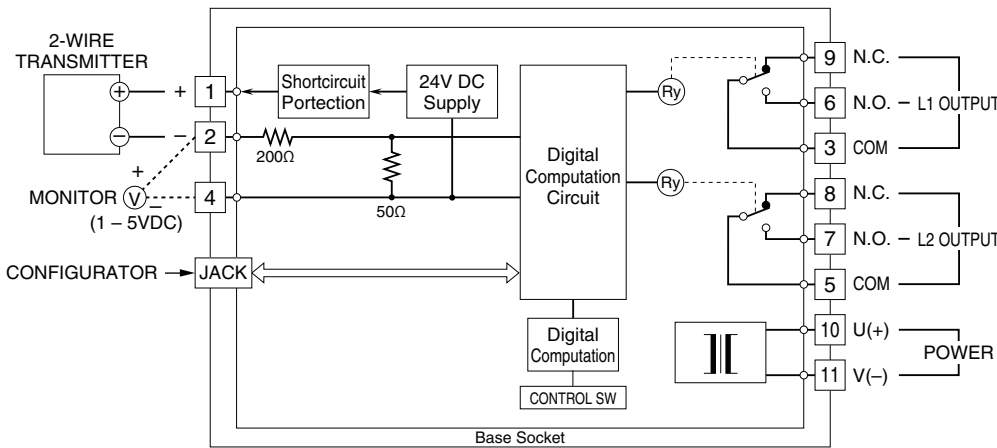 2-WIRE
TRANSMITTER
+
−
+
−
1
2
4
MONITOR
+
V
−
(1 – 5VDC)
CONFIGURATOR
JACK
Shortcircuit
Portection
24V DC
Supply
200Ω
50Ω
Digital
Computation
Circuit
Digital
Computation
CONTROL SW
Ry
Ry
9 N.C.
6 N.O.
L1 OUTPUT
3 COM
8 N.C.
7 N.O.
L2 OUTPUT
5 COM
10 U(+)
POWER
11 V(–)
Base Socket